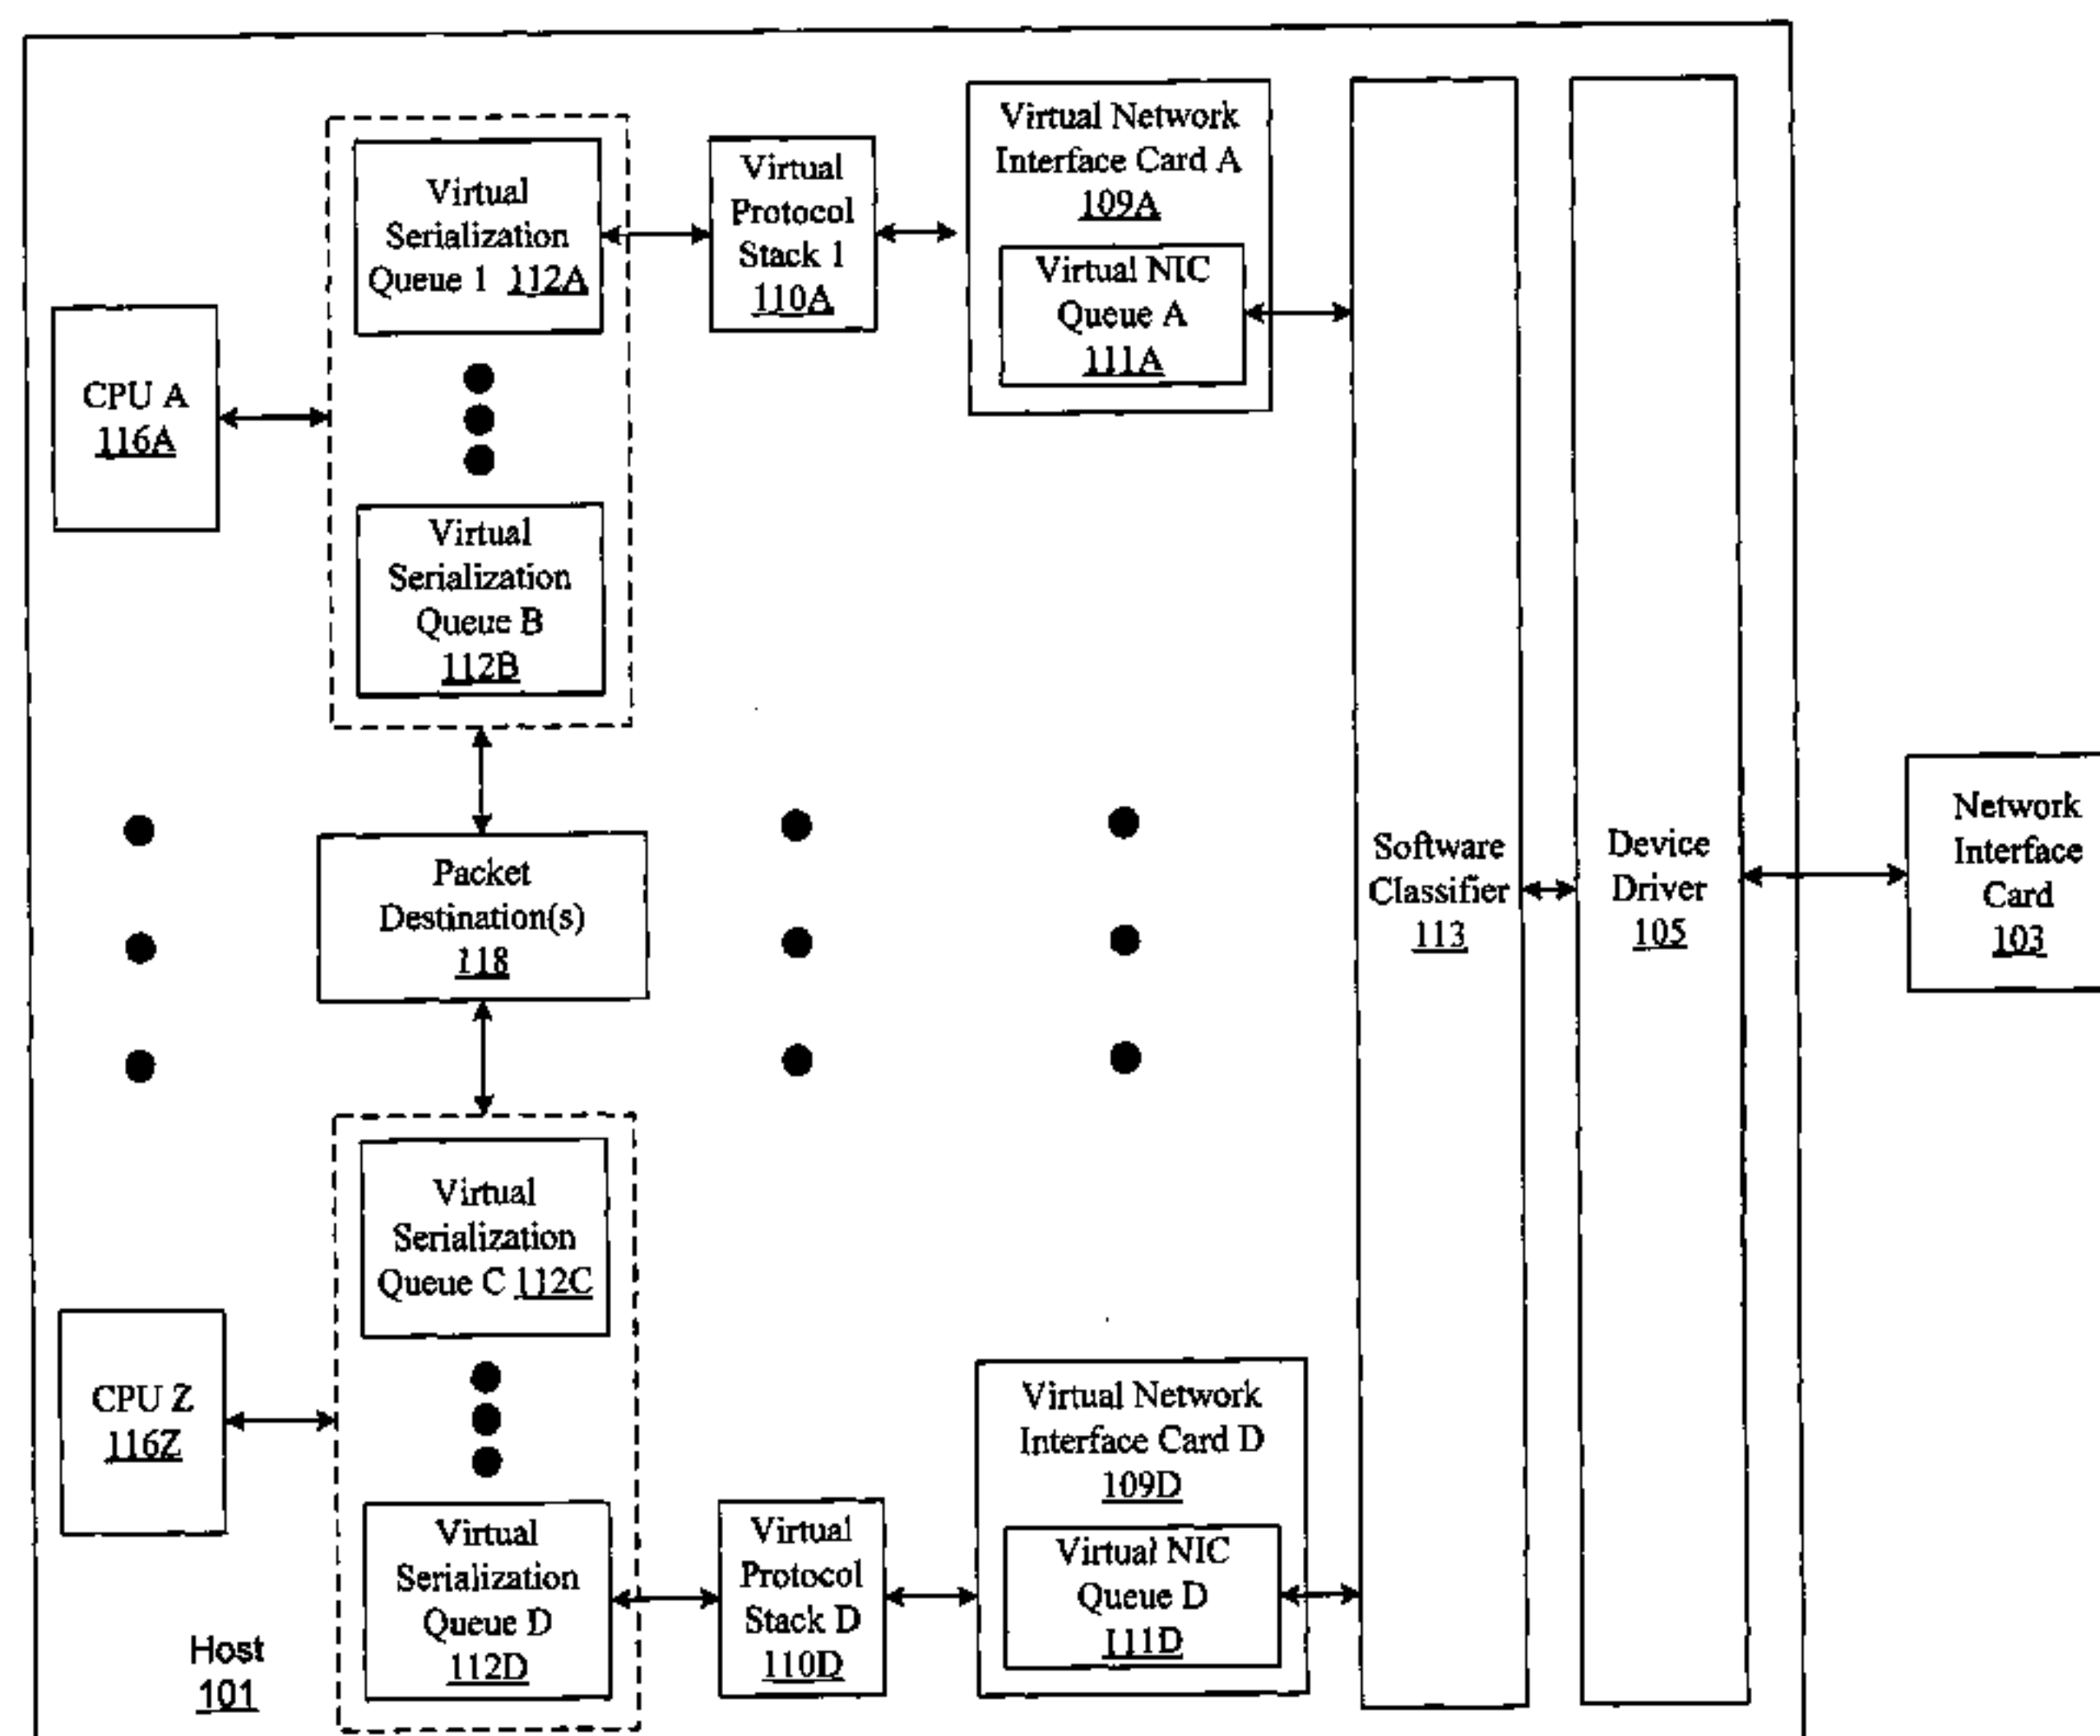 Virtual
Serialization
Queue 1 112A
Virtual
Protocol
Stack 1
110A
Virtual Network
Interface Card A
109A
Virtual NIC
Queue A
111A
CPU A
116A
Virtual
Serialization
Queue B
112B
Packet
Destination(s)
118
Software
Classifier
113
Device
Driver
105
Network
Interface
Card
103
Virtual
Serialization
Queue C 112C
CPU Z
116Z
Virtual
Serialization
Queue D
112D
Virtual
Protocol
Stack D
110D
Virtual Network
Interface Card D
109D
Virtual NIC
Queue D
111D
Host
101